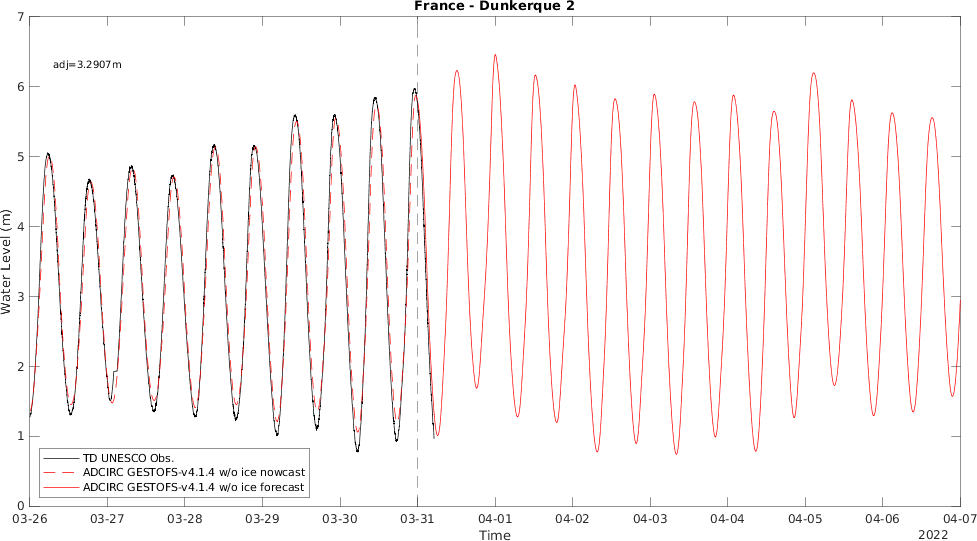 France - Dunkerque 2
7
adj=3.2907m
6
5
4
3
2
1
0
Water Level (m)
TD UNESCO Obs.
ADCIRC GESTOFS-v4.1.4 w/o ice nowcast
ADCIRC GESTOFS-v4.1.4 w/o ice forecast
03-26 03-27 03-28 03-29 03-30 03-31 04-01 04-02 04-03 04-04 04-05 04-06 04-07
Time
2022